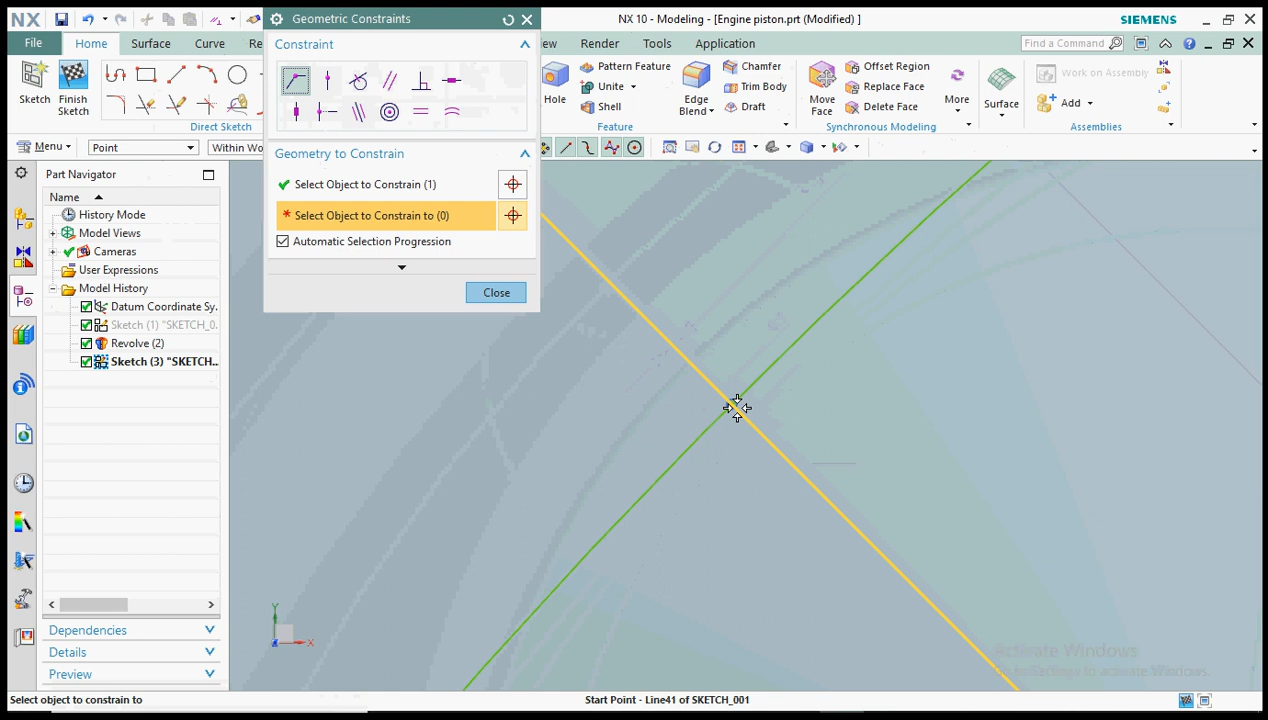 NX
Geometric Constraints
NX 10 - Modeling - [Engine piston.prt (Modified) ]
SIEMENS
File
Home
Surface
Curve
Re
ew
Render
Tools
Application
Find a Command
Constraint
Sketch
Finish
Sketch
Direct Sketch
Hole
Pattern Feature
Unite
Shell
Edge
Blend
Chamfer
Trim Body
Draft
Feature
Move
Face
Offset Region
Replace Face
Delete Face
More
Synchronous Modeling
Surface
Work on Assembly
Add
Assemblies
Menu
Point
Within Wo
Geometry to Constrain
Select Object to Constrain (1)
* Select Object to Constrain to (0)
Automatic Selection Progression
Close
Part Navigator
Name
History Mode
Model Views
Cameras
User Expressions
Model History
Datum Coordinate Sy.
Sketch (1) "SKETCH_0.
Revolve (2)
Sketch (3) "SKETCH..
Dependencies
Details
Preview
Y
X
Activate Windows
Select object to constrain to
Start Point - Line41 of SKETCH_001